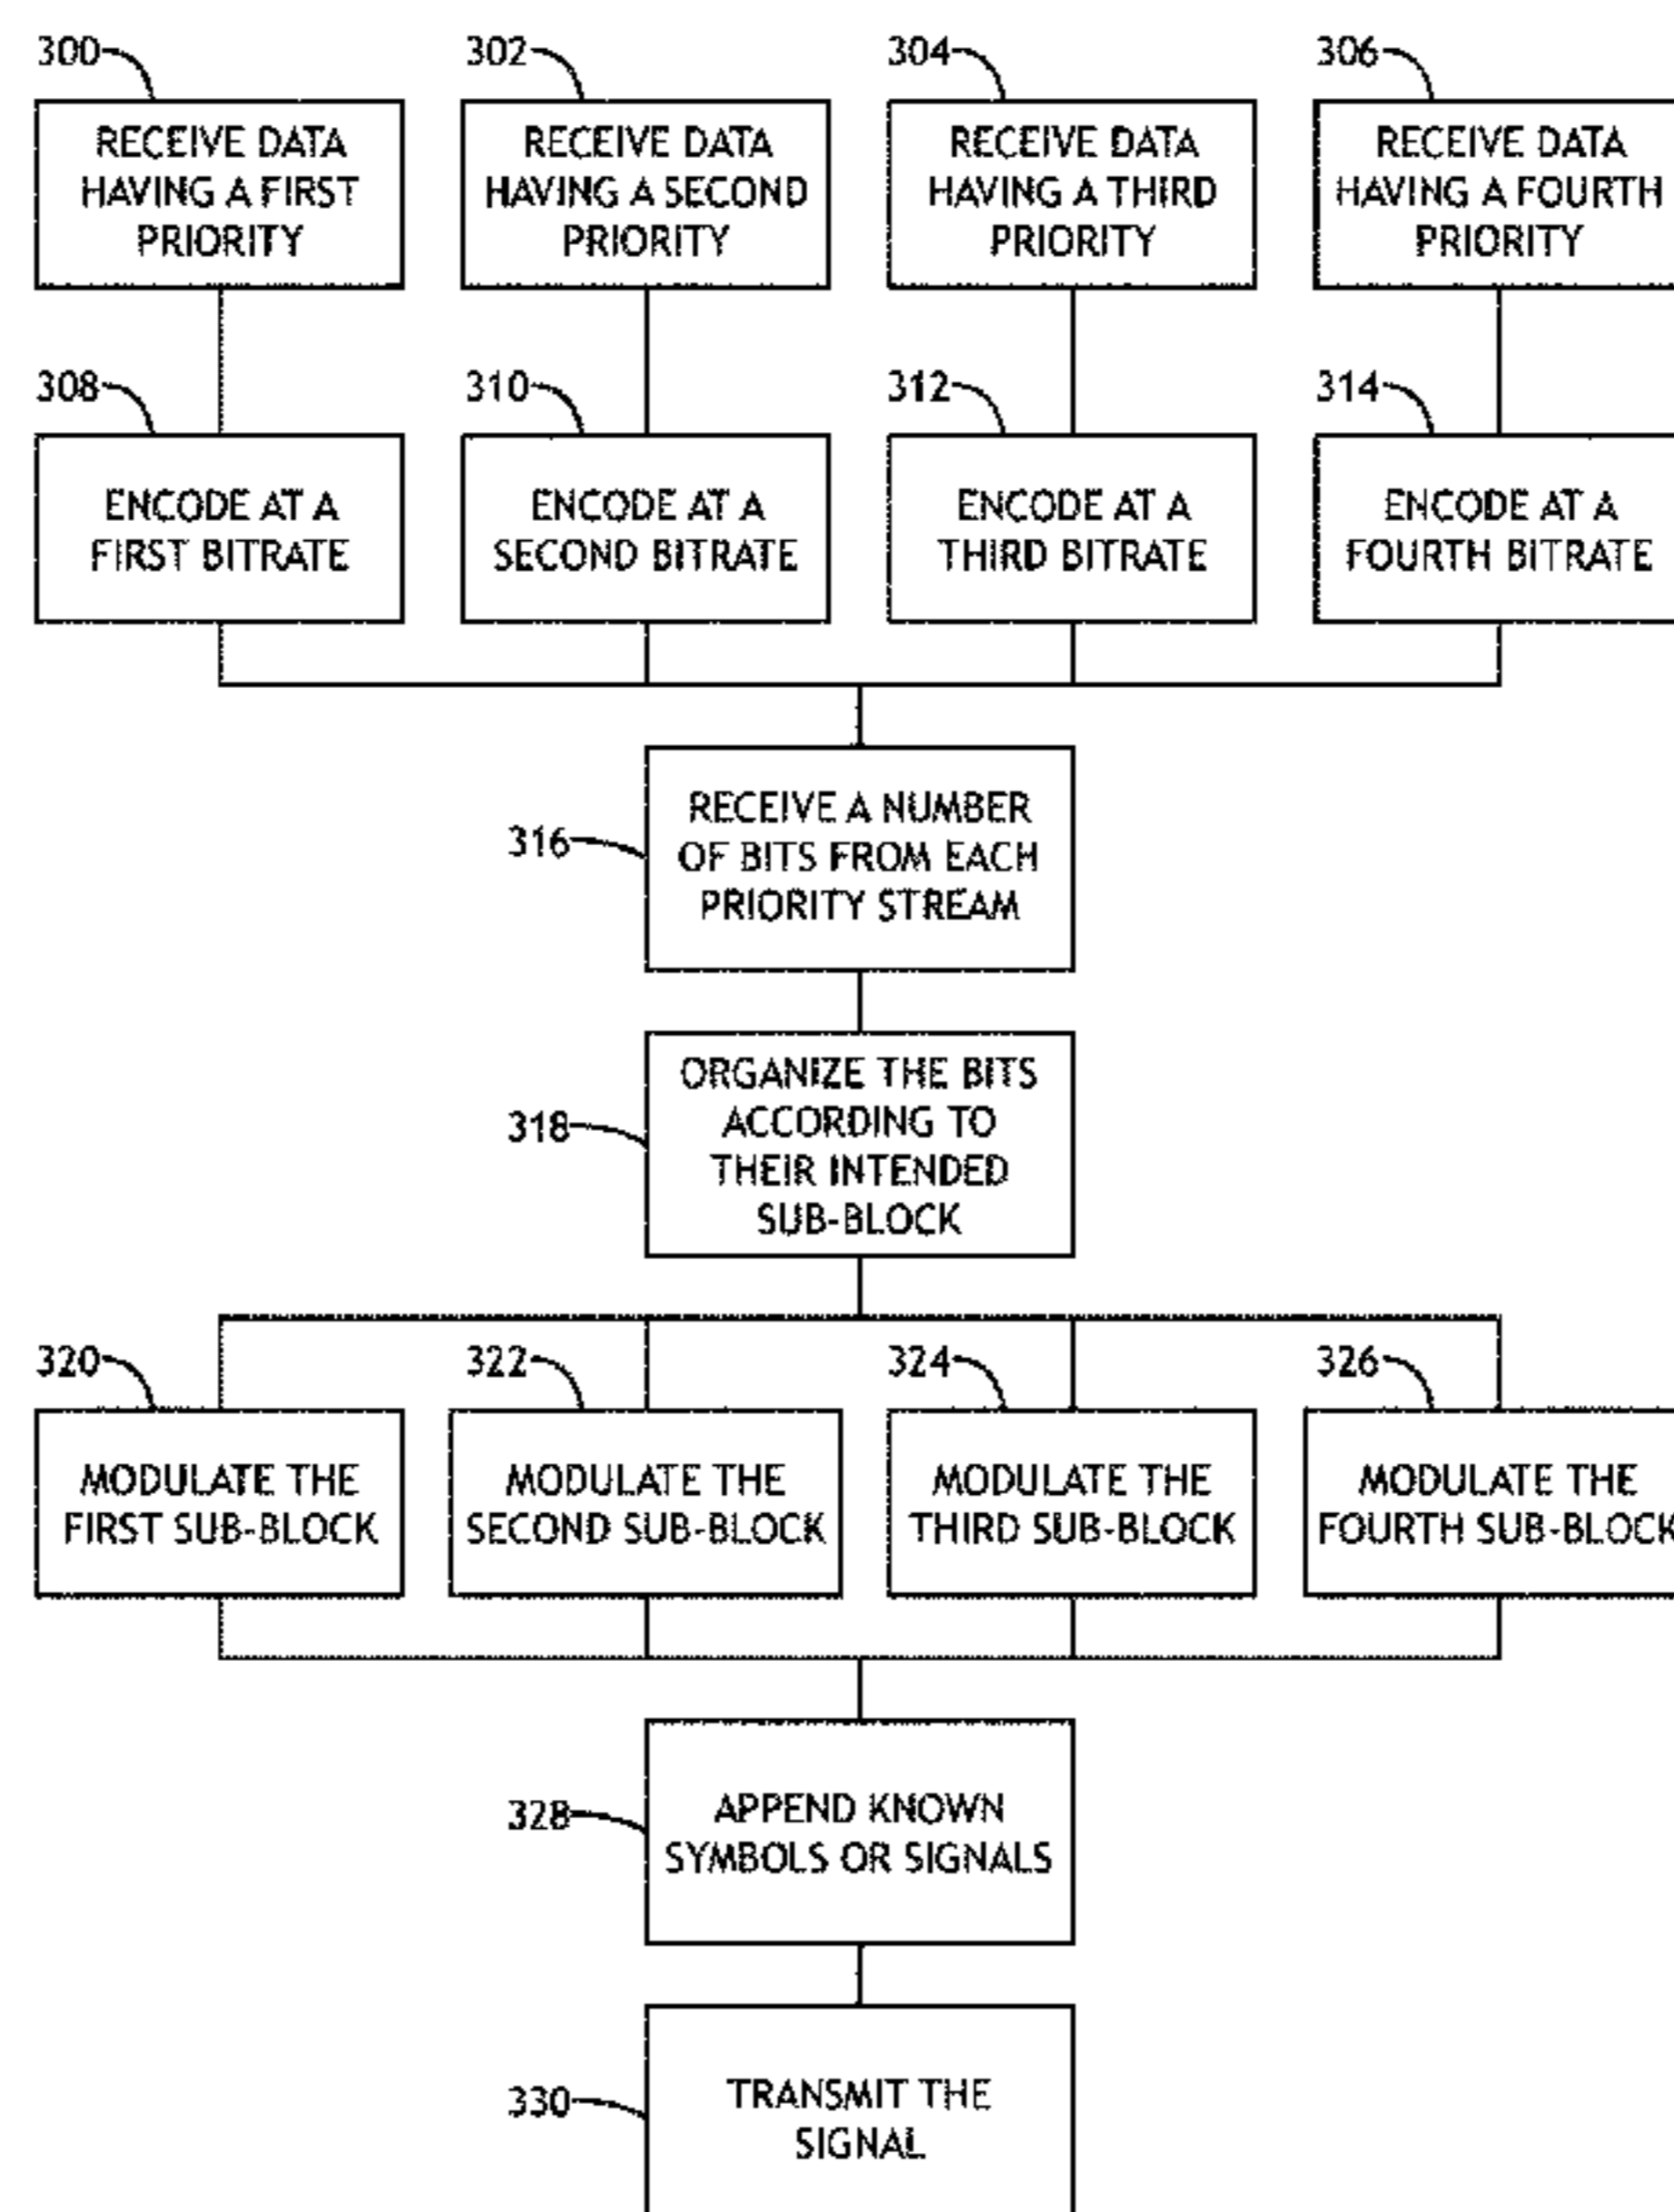 300 302 304 306
RECEIVE DATA
HAVING A FIRST
PRIORITY
RECEIVE DATA
HAVING A SECOND
PRIORITY
RECEIVE DATA
HAVING A THIRD
PRIORITY
RECEIVE DATA
HAVING A FOURTH
PRIORITY
308 310 312 314
ENCODE AT A
FIRST BITRATE
ENCODE AT A
SECOND BITRATE
ENCODE AT A
THIRD BITRATE
ENCODE AT A
FOURTH BITRATE
316
RECEIVE A NUMBER
OF BITS FROM EACH
PRIORITY STREAM
318
ORGANIZE THE BITS
ACCORDING TO
THEIR INTENDED
SUB-BLOCK
320 322 324 326
MODULATE THE
FIRST SUB-BLOCK
MODULATE THE
SECOND SUB-BLOCK
MODULATE THE
THIRD SUB-BLOCK
MODULATE THE
FOURTH SUB-BLOCK
328
APPEND KNOWN
SYMBOLS OR SIGNALS
330
TRANSMIT THE
SIGNAL